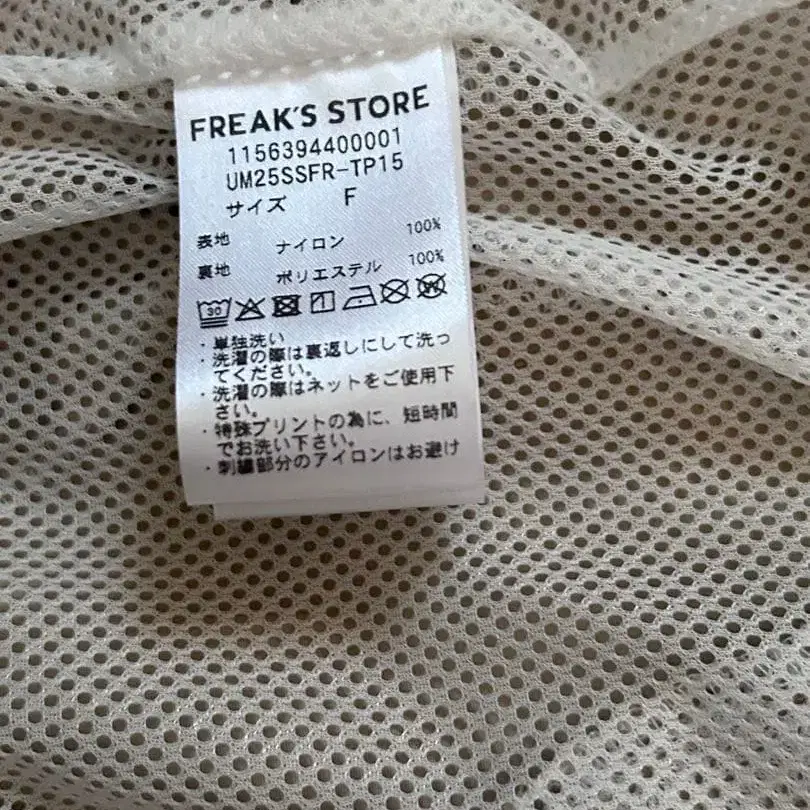 FREAK'S STORE
1156394400001
UM25SSFR-TP15
サイズ F
表地 ナイロン 100%
裏地 ポリエステル 100%
30
・単独洗い
・洗濯の際は裏返しにして洗っ
てください。
・洗濯の際はネットをご使用下
さい。
・特殊プリントの為に、短時間
でお洗い下さい。
・刺繍部分のアイロンはお避け